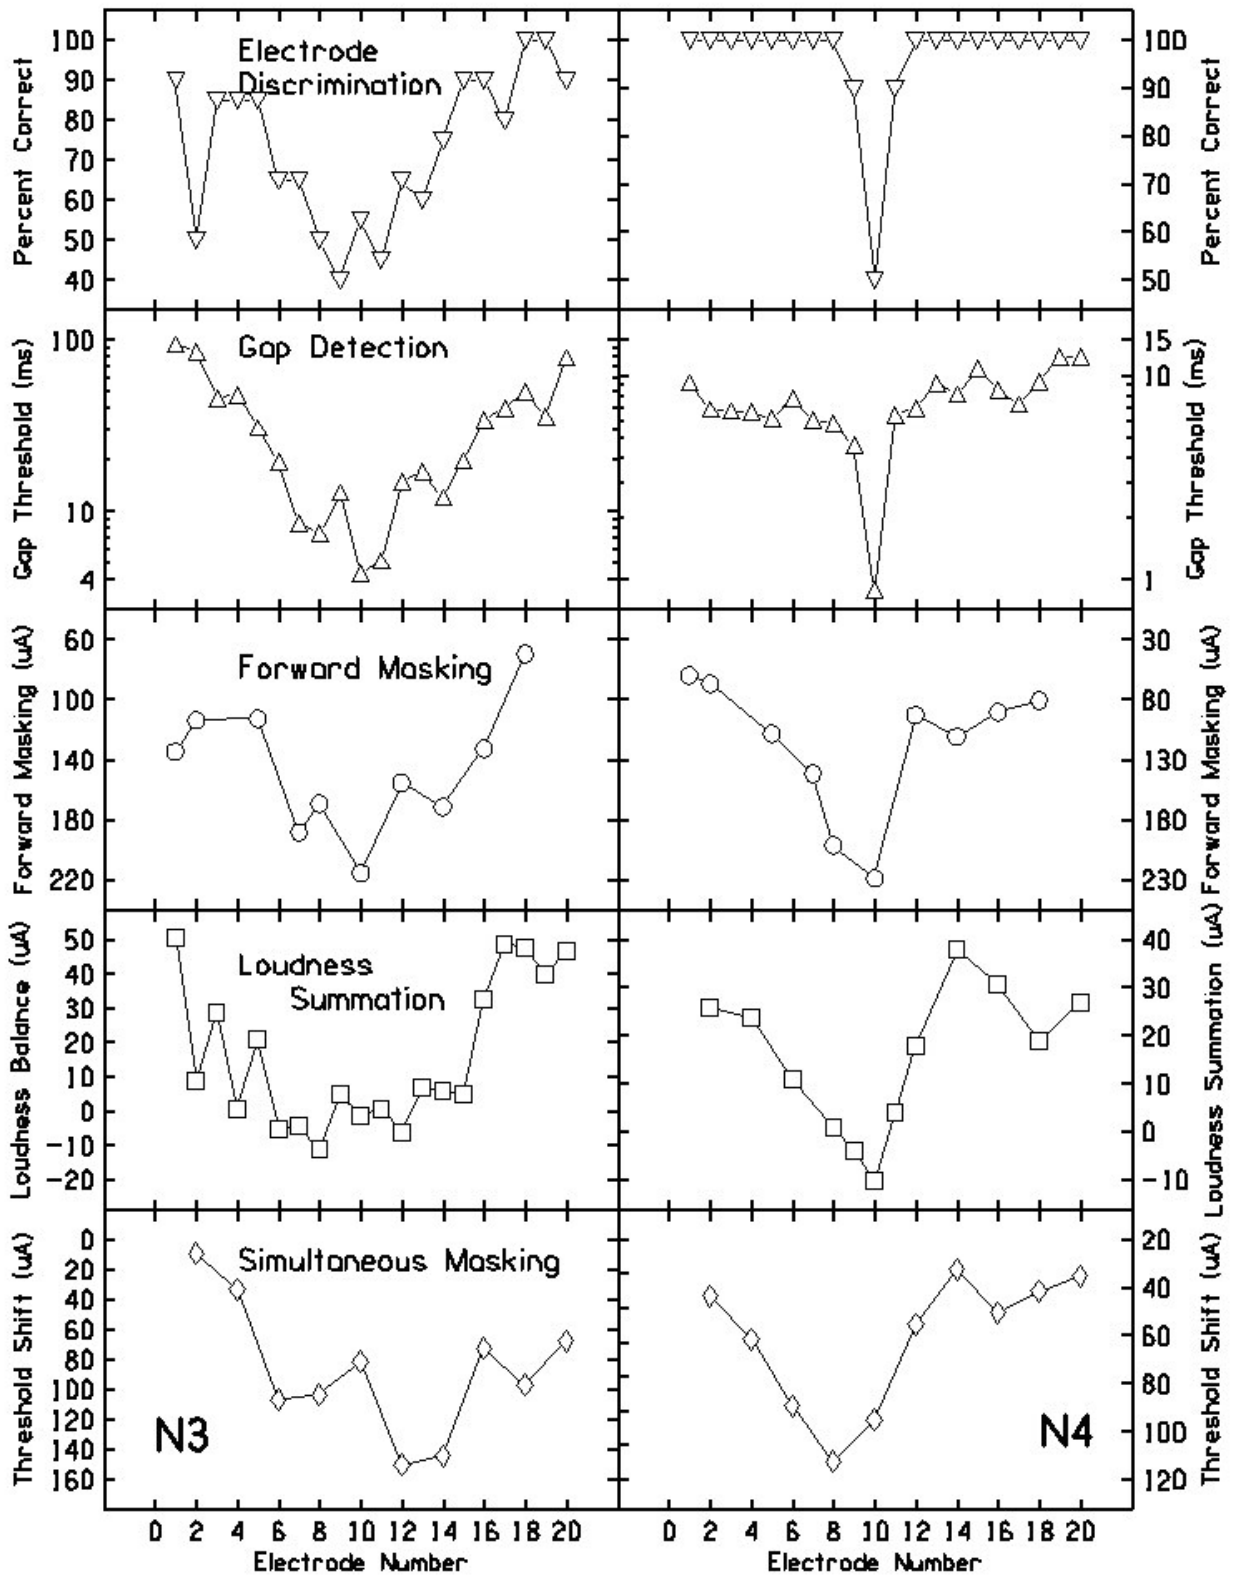 Electrode
Discrimination
Percent Correct
100
90
80
70
60
50
40
100
90
80
70
60
50
Percent Correct
Gap Detection
Gap Threshold (ms)
100
10
4
15
10
1
Gap Threshold (ms)
Forward Masking
Forward Masking (uA)
60
100
140
180
220
30
80
130
180
230
Forward Masking (uA)
Loudness
Summation
Loudness Balance (uA)
50
40
30
20
10
0
-10
-20
40
30
20
10
0
-10
Loudness Summation (uA)
Simultaneous Masking
Threshold Shift (uA)
0
20
40
60
80
100
120
140
160
N3
N4
20
40
60
80
100
120
Threshold Shift (uA)
0 2 4 6 8 10 12 14 16 18 20
Electrode Number
0 2 4 6 8 10 12 14 16 18 20
Electrode Number